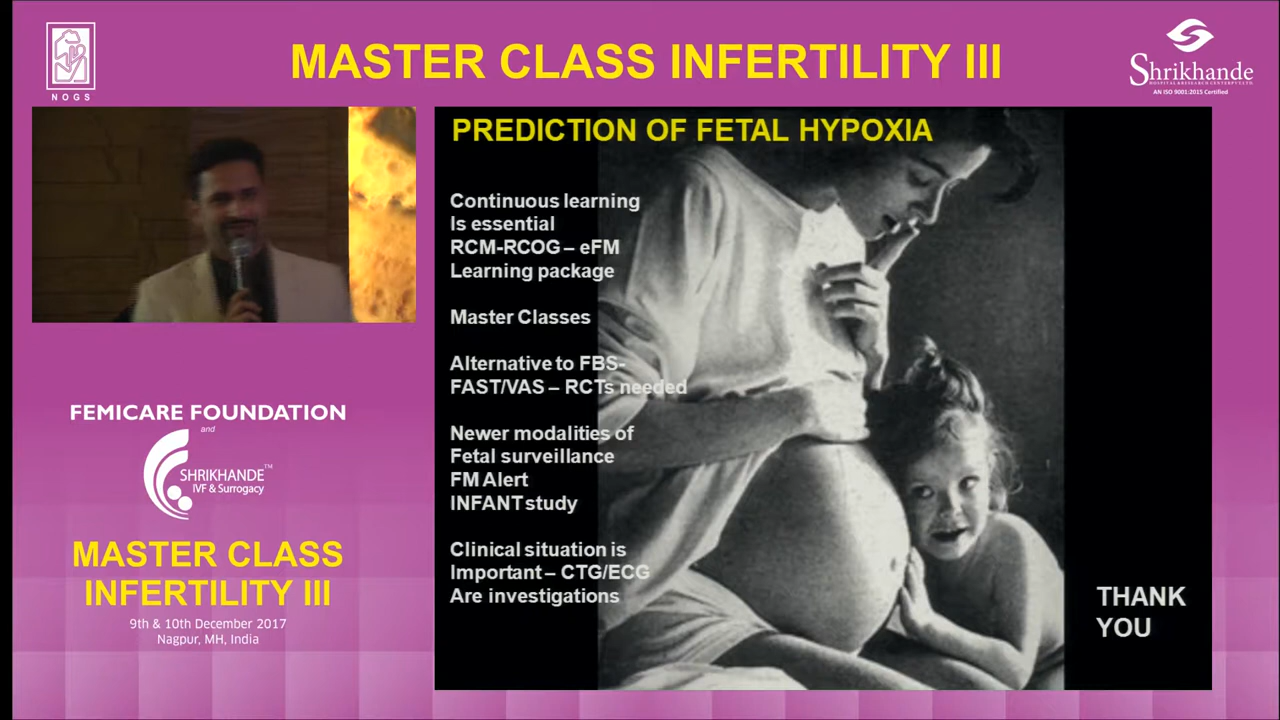 NOGS
MASTER CLASS INFERTILITY III
Shrikhande
AN ISO 9001:2015 Certified
PREDICTION OF FETAL HYPOXIA
Continuous learning
Is essential
RCM-RCOG – eFM
Learning package
Master Classes
Alternative to FBS-
FAST/VAS – RCTs needed
Newer modalities of
Fetal surveillance
FM Alert
INFANT study
Clinical situation is
Important – CTG/ECG
Are investigations
THANK
YOU
FEMICARE FOUNDATION
and
SHRIKHANDE™
IVF & Surrogacy
MASTER CLASS
INFERTILITY III
9th & 10th December 2017
Nagpur, MH, India